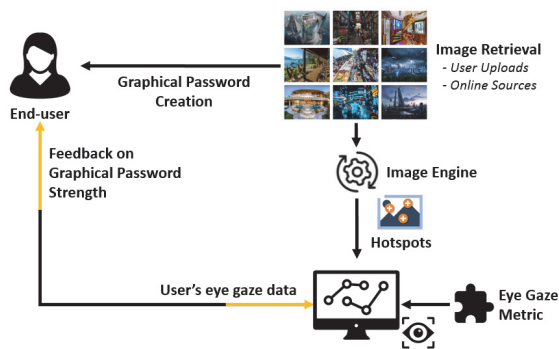 Image Retrieval
- User Uploads
- Online Sources
Graphical Password
Creation
End-user
Feedback on
Graphical Password
Strength
Image Engine
Hotspots
User's eye gaze data
Eye Gaze
Metric